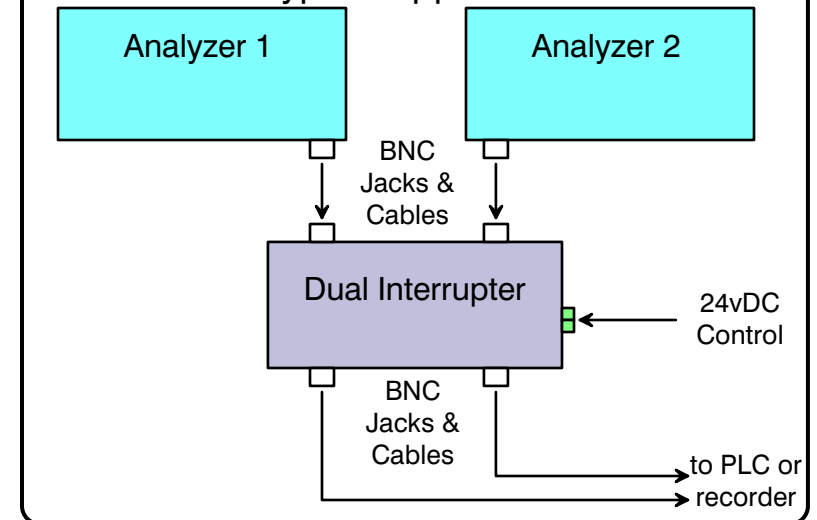 Analyzer 1
Analyzer 2
BNC
Jacks &
Cables
Dual Interrupter
24vDC
Control
BNC
Jacks &
Cables
to PLC or
recorder